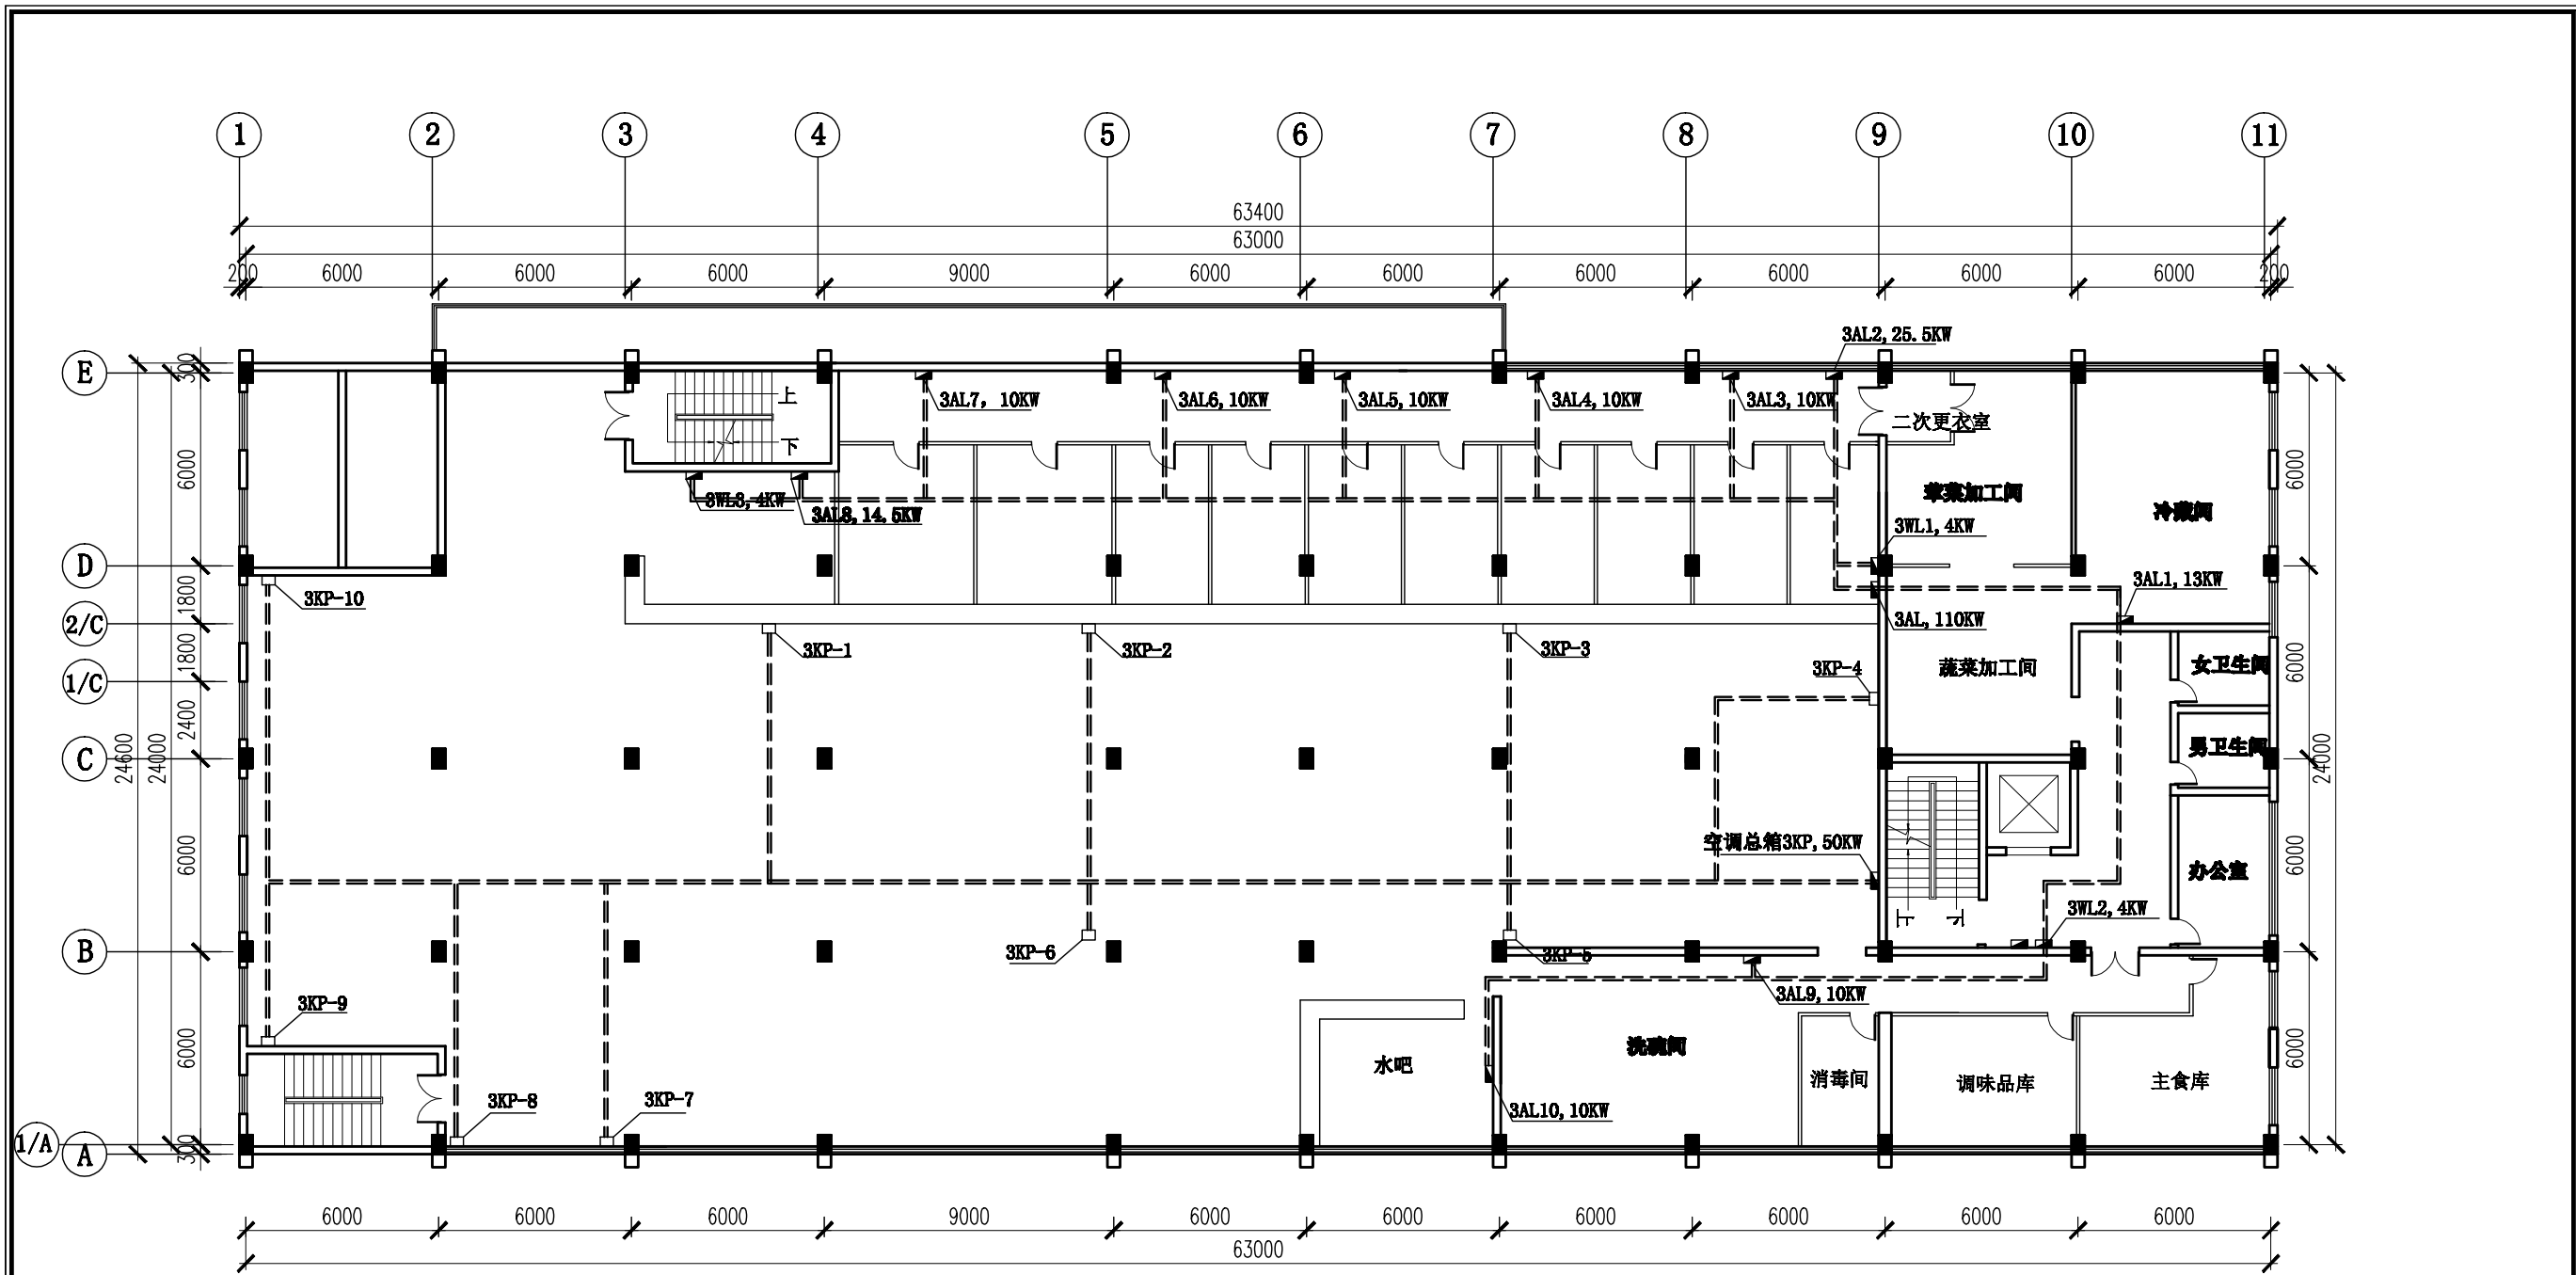 1 2 3 4 5 6 7 8 9 10 11
63400
63000
200 6000 6000 6000 9000 6000 6000 6000 6000 6000 6000 200
3AL2,25.5KW
E
300
上
3AL7, 10KW
3AL6,10KW
3AL5,10KW
3AL4,10KW
3AL3,10KW
二次更衣室
下
6000
6000
3WL3,4KW
3AL8,14.5KW
荤菜加工间
冷藏间
3WL1,4KW
D
3AL1,13KW
3KP-10
1800
2/C
3AL,110KW
3KP-1
3KP-2
3KP-3
1800
6000
3KP-4
蔬菜加工间
女卫生间
1/C
2400
C
24600
24000
男卫生间
24000
空调总箱3KP,50KW
6000
6000
办公室
上 下
3WL2,4KW
B
3KP-6
3KP-5
3KP-9
3AL9,10KW
6000
6000
洗碗间
水吧
消毒间
调味品库
主食库
3KP-8
3KP-7
3AL10,10KW
1/A
A
300
6000 6000 6000 9000 6000 6000 6000 6000 6000 6000
63000